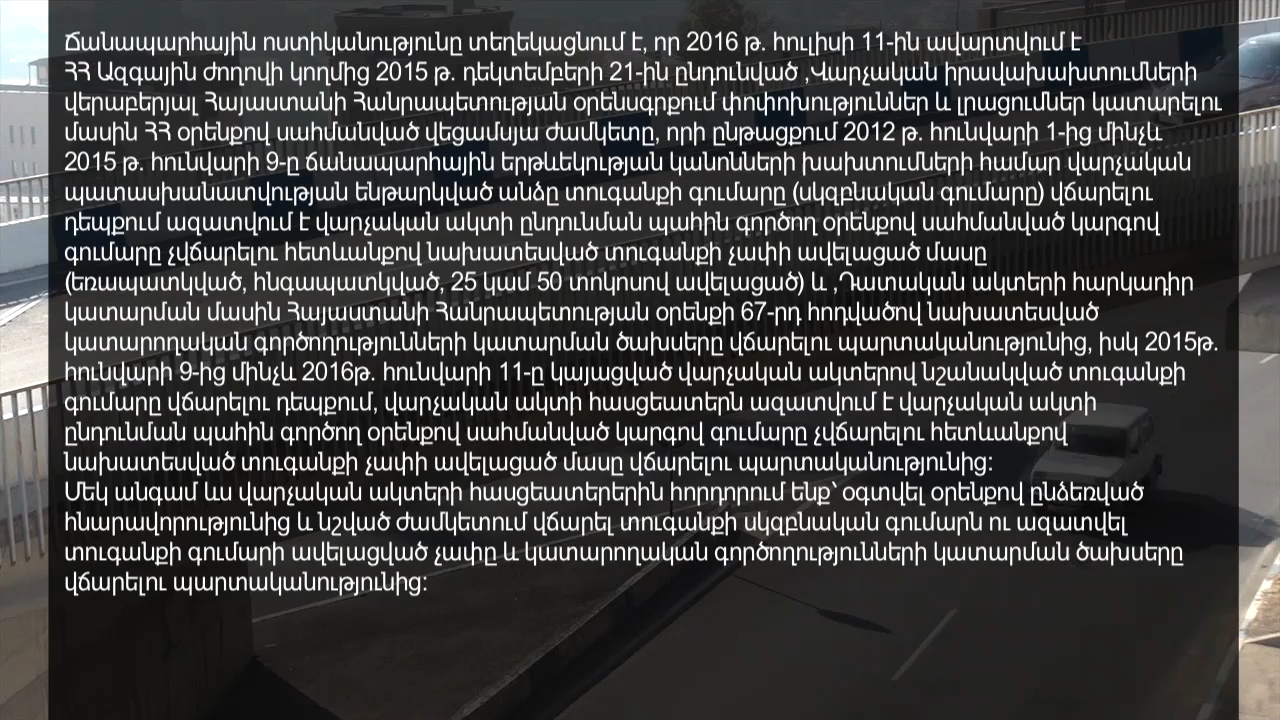 Ճանապարհային ոստիկանությունը տեղեկացնում է, որ 2016 թ. հուլիսի 11-ին ավարտվում է
ՀՀ Ազգային ժողովի կողմից 2015 թ. դեկտեմբերի 21-ին ընդունված ,Վարչական իրավախախտումների
վերաբերյալ Հայաստանի Հանրապետության օրենսգրքում փոփոխություններ և լրացումներ կատարելու
մասին ՀՀ օրենքով սահմանված վեցամսյա ժամկետը, որի ընթացքում 2012 թ. հունվարի 1-ից մինչև
2015 թ. հունվարի 9-ը ճանապարհային երթևեկության կանոնների խախտումների համար վարչական
պատասխանատվության ենթարկված անձը տուգանքի գումարը (սկզբնական գումարը) վճարելու
դեպքում ազատվում է վարչական ակտի ընդունման պահին գործող օրենքով սահմանված կարգով
գումարը չվճարելու հետևանքով նախատեսված տուգանքի չափի ավելացած մասը
(եռապատկված, հնգապատկված, 25 կամ 50 տոկոսով ավելացած) և ,Դատական ակտերի հարկադիր
կատարման մասին Հայաստանի Հանրապետության օրենքի 67-րդ հոդվածով նախատեսված
կատարողական գործողությունների կատարման ծախսերը վճարելու պարտականությունից, իսկ 2015թ.
հունվարի 9-ից մինչև 2016թ. հունվարի 11-ը կայացված վարչական ակտերով նշանակված տուգանքի
գումարը վճարելու դեպքում, վարչական ակտի հասցեատերն ազատվում է վարչական ակտի
ընդունման պահին գործող օրենքով սահմանված կարգով գումարը չվճարելու հետևանքով
նախատեսված տուգանքի չափի ավելացած մասը վճարելու պարտականությունից:
Մեկ անգամ ևս վարչական ակտերի հասցեատերերին հորդորում ենք՝ օգտվել օրենքով ընձեռված
հնարավորությունից և նշված ժամկետում վճարել տուգանքի սկզբնական գումարն ու ազատվել
տուգանքի գումարի ավելացված չափը և կատարողական գործողությունների կատարման ծախսերը
վճարելու պարտականությունից: